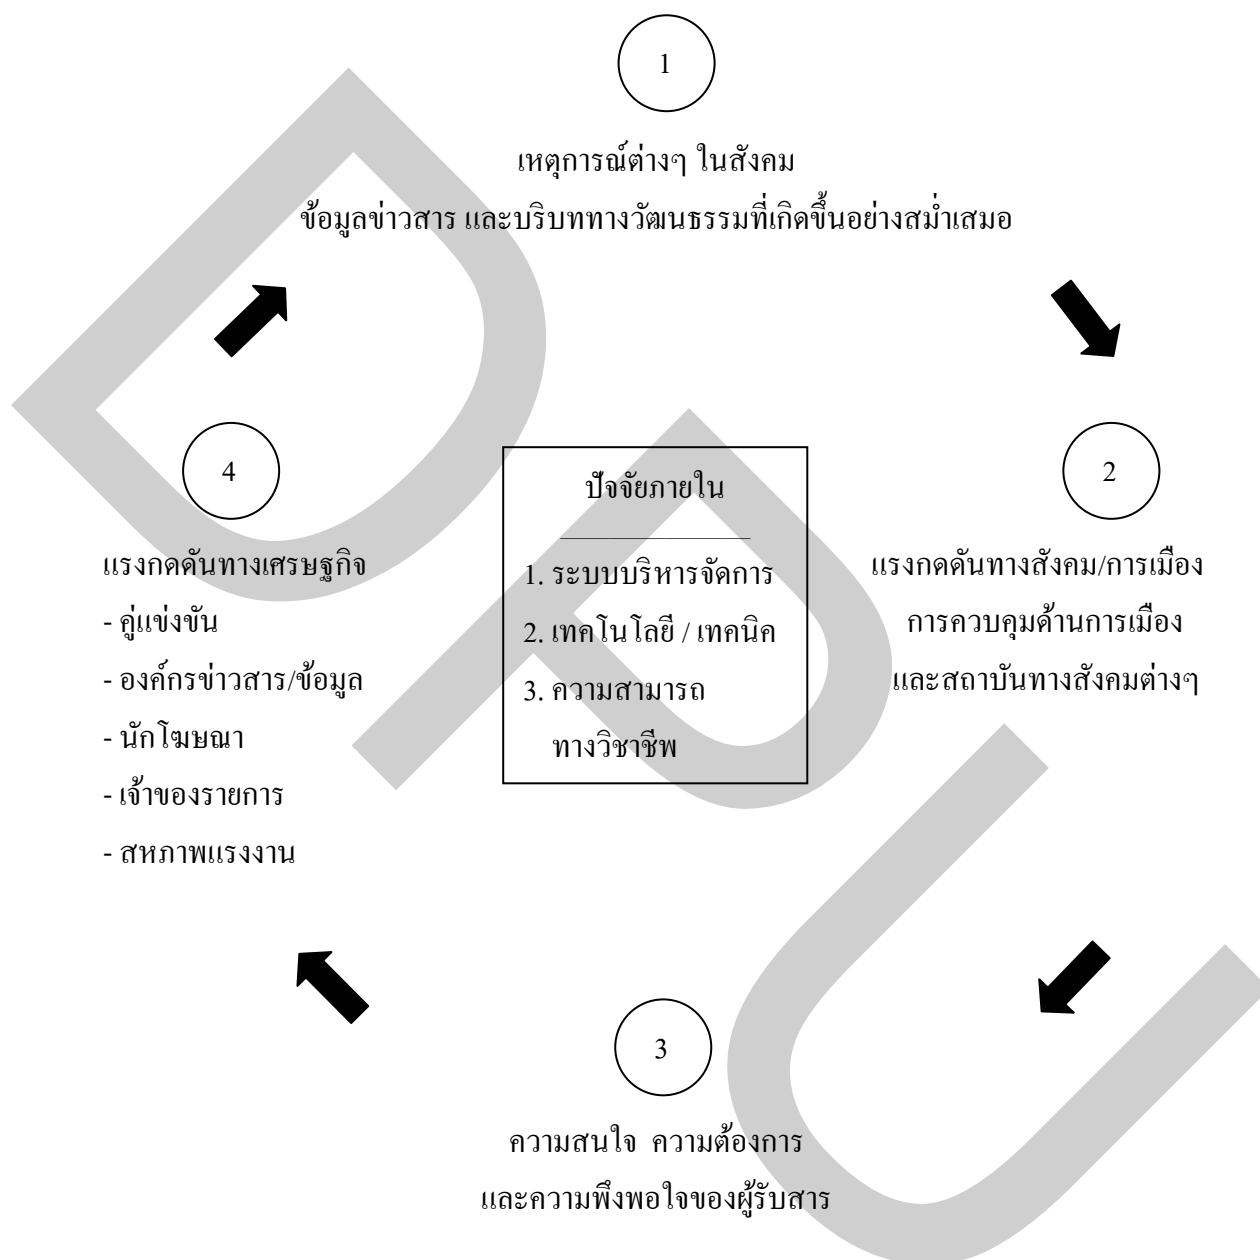 1
เหตุการณ์ต่างๆ ในสังคม
ข้อมูลข่าวสาร และบริบททางวัฒนธรรมที่เกิดขึ้นอย่างสม่ำเสมอ
2
แรงกดดันทางสังคม/การเมือง
การควบคุมด้านการเมือง
และสถาบันทางสังคมต่างๆ
3
ความสนใจ ความต้องการ
และความพึงพอใจของผู้รับสาร
4
แรงกดดันทางเศรษฐกิจ
- คู่แข่งขัน
- องค์กรข่าวสาร/ข้อมูล
- นักโฆษณา
- เจ้าของรายการ
- สหภาพแรงงาน
ปัจจัยภายใน
1. ระบบบริหารจัดการ
2. เทคโนโลยี / เทคนิค
3. ความสามารถ
ทางวิชาชีพ
DPU